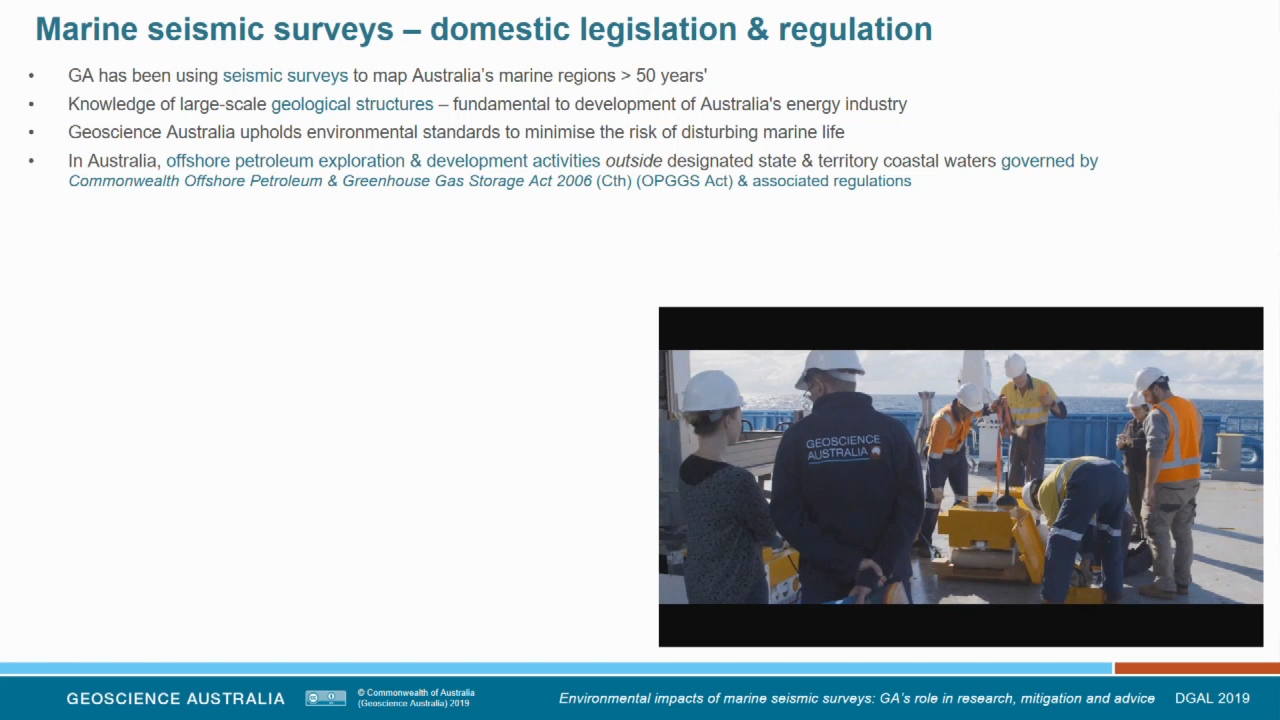 Marine seismic surveys – domestic legislation & regulation
• GA has been using seismic surveys to map Australia's marine regions > 50 years'
• Knowledge of large-scale geological structures – fundamental to development of Australia's energy industry
• Geoscience Australia upholds environmental standards to minimise the risk of disturbing marine life
• In Australia, offshore petroleum exploration & development activities outside designated state & territory coastal waters governed by
Commonwealth Offshore Petroleum & Greenhouse Gas Storage Act 2006 (Cth) (OPGGS Act) & associated regulations
GEOSCIENCE
AUSTRALIA
GEOSCIENCE AUSTRALIA
© Commonwealth of Australia
(Geoscience Australia) 2019
Environmental impacts of marine seismic surveys: GA's role in research, mitigation and advice
DGAL 2019